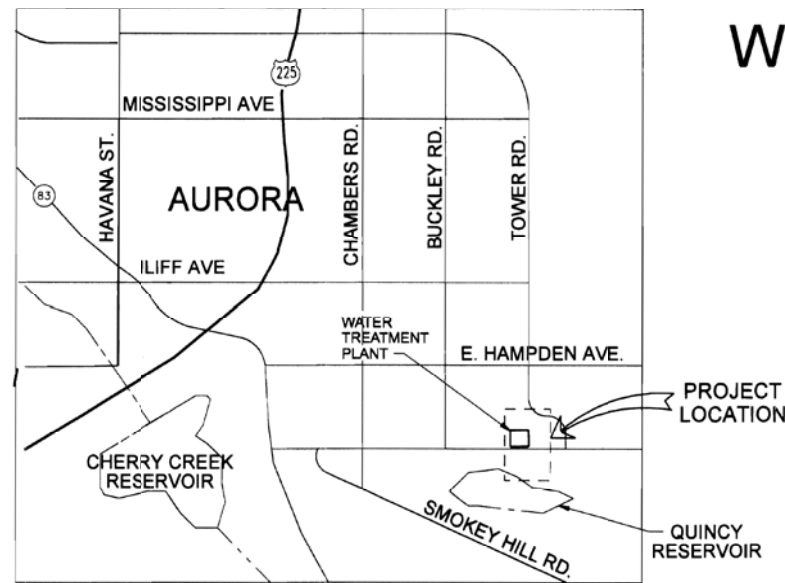 W
225
MISSISSIPPI AVE
HAVANA ST.
CHAMBERS RD.
BUCKLEY RD.
TOWER RD.
83
AURORA
ILIFF AVE
WATER
TREATMENT
PLANT
E. HAMPDEN AVE.
PROJECT
LOCATION
CHERRY CREEK
RESERVOIR
SMOKEY HILL RD.
QUINCY
RESERVOIR